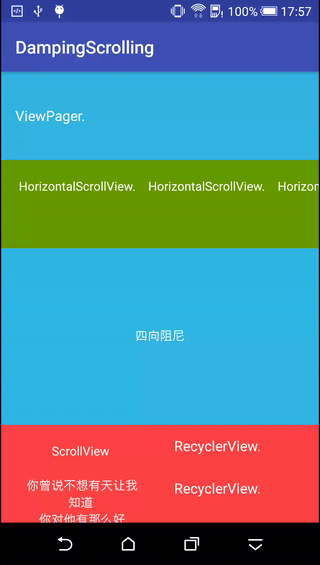 100% 17:57
DampingScrolling
ViewPager.
HorizontalScrollView. HorizontalScrollView. Horizon
四向阻尼
ScrollView
你曾说不想有天让我
知道
你对他有那么好
RecyclerView.
RecyclerView.